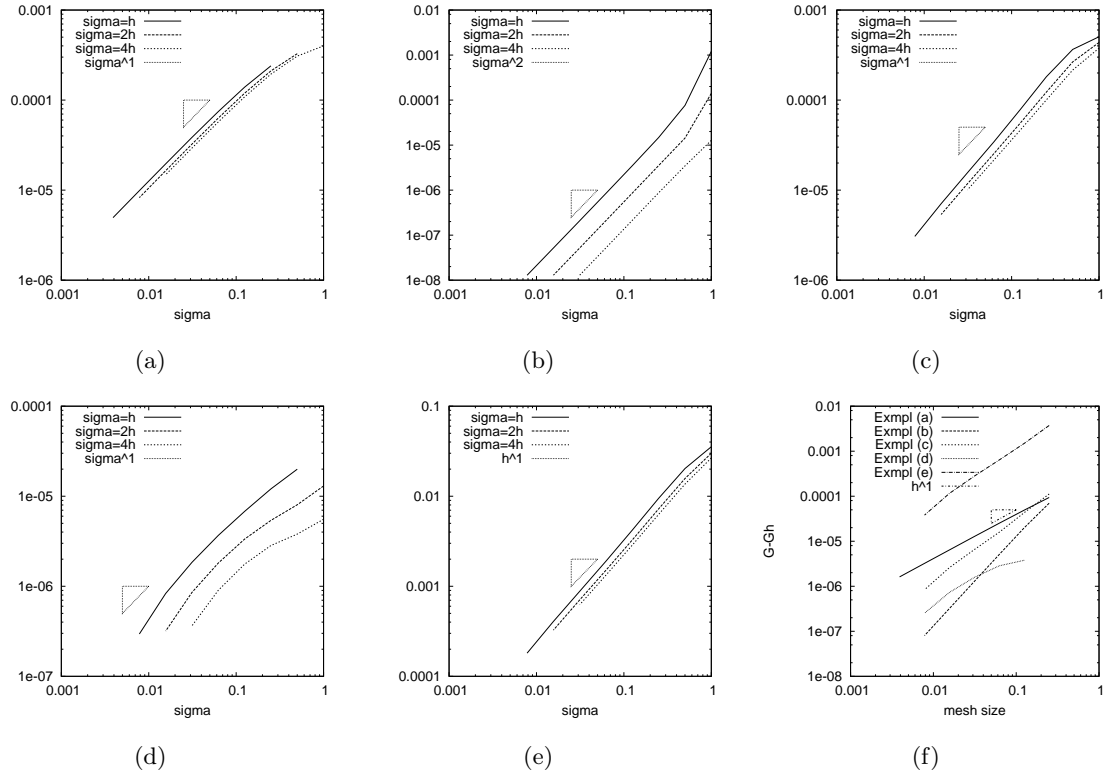 0.001
0.0001
1e-05
1e-06
0.001
0.01
0.1
1
sigma
sigma=h
sigma=2h
sigma=4h
sigma^1
(a)
0.01
0.001
0.0001
1e-05
1e-06
1e-07
1e-08
0.001
0.01
0.1
1
sigma
sigma=h
sigma=2h
sigma=4h
sigma^2
(b)
0.001
0.0001
1e-05
1e-06
0.001
0.01
0.1
1
sigma
sigma=h
sigma=2h
sigma=4h
sigma^1
(c)
0.0001
1e-05
1e-06
1e-07
0.001
0.01
0.1
1
sigma
sigma=h
sigma=2h
sigma=4h
sigma^1
(d)
0.1
0.01
0.001
0.0001
0.001
0.01
0.1
1
sigma
sigma=h
sigma=2h
sigma=4h
h^1
(e)
0.01
0.001
0.0001
1e-05
1e-06
1e-07
1e-08
0.001
0.01
0.1
1
G-Gh
mesh size
Exmpl (a)
Exmpl (b)
Exmpl (c)
Exmpl (d)
Exmpl (e)
h^1
(f)